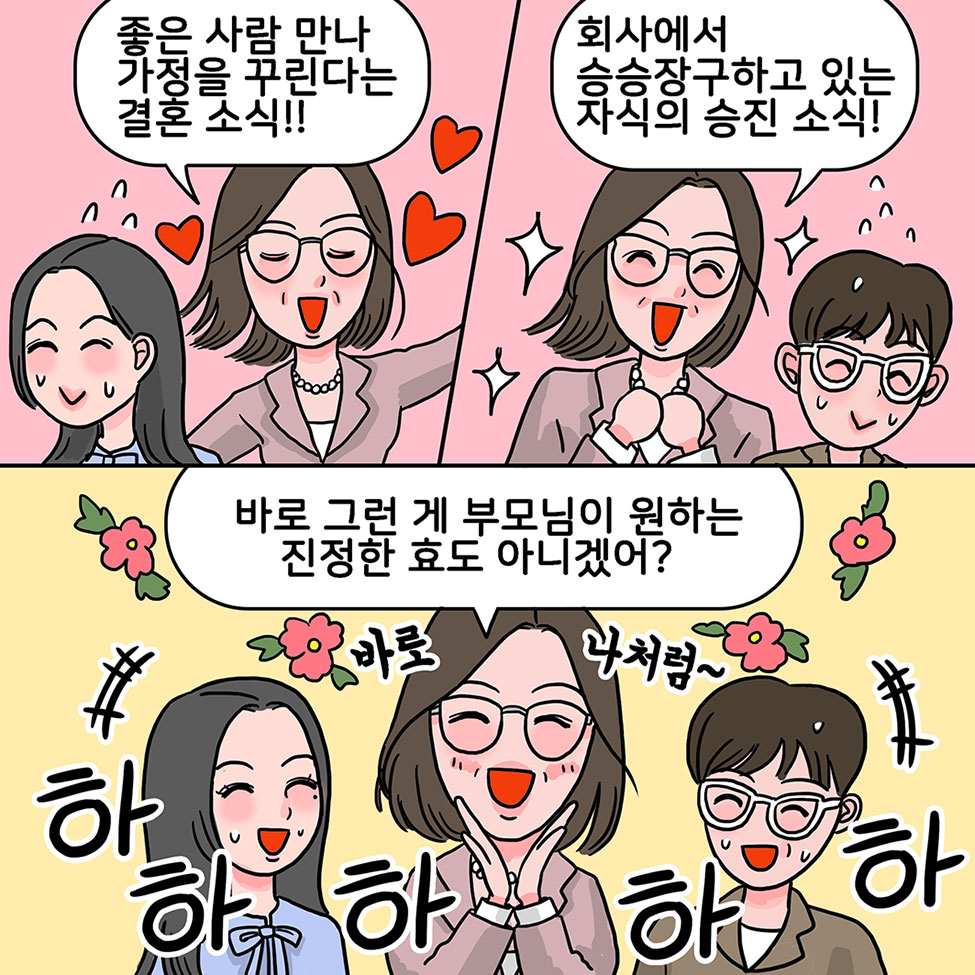 좋은 사람 만나
가정을 꾸린다는
결혼 소식!!
회사에서
승승장구하고 있는
자식의 승진 소식!
바로 그런 게 부모님이 원하는
진정한 효도 아니겠어?
바로 나처럼~
하 하 하 하 하